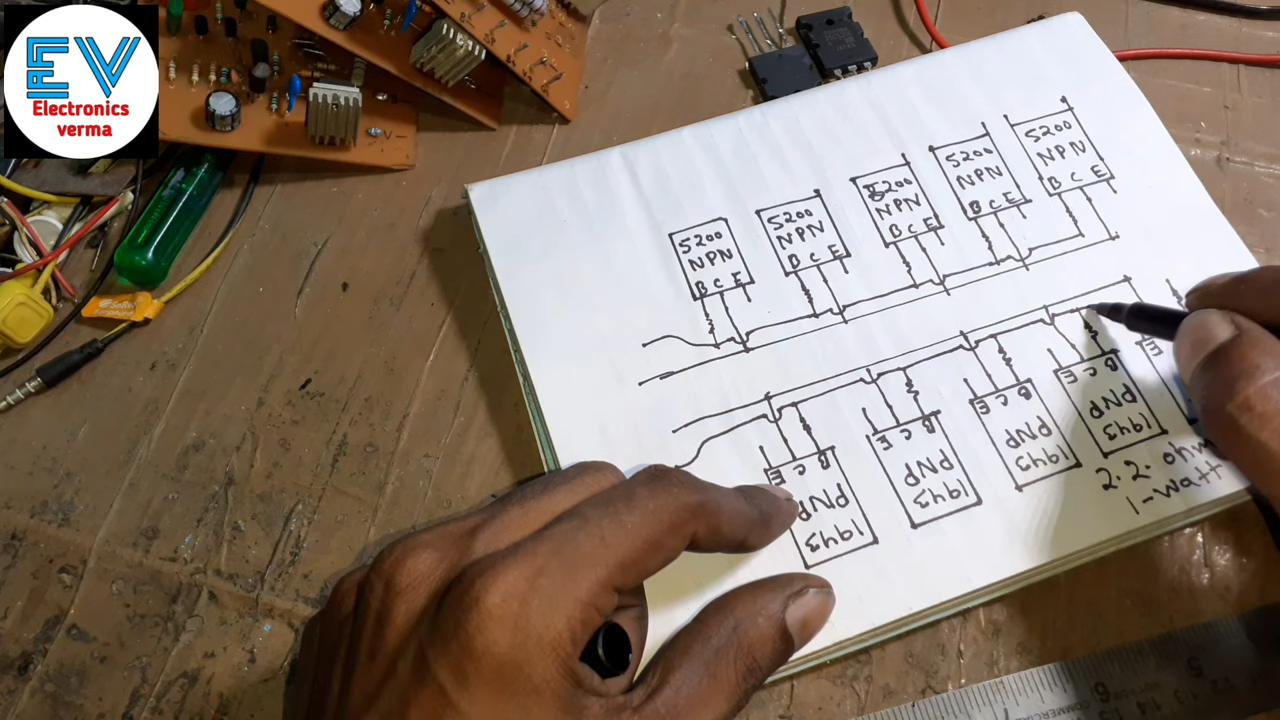 EV
Electronics
verma
5200
NPN
B C E
5200
NPN
B C E
5200
NPN
B C E
5200
NPN
B C E
5200
NPN
B C E
E C B
PNP
1943
E C B
PNP
1943
E C B
PNP
1943
E C B
PNP
1943
E
2.2. ohm
1-watt